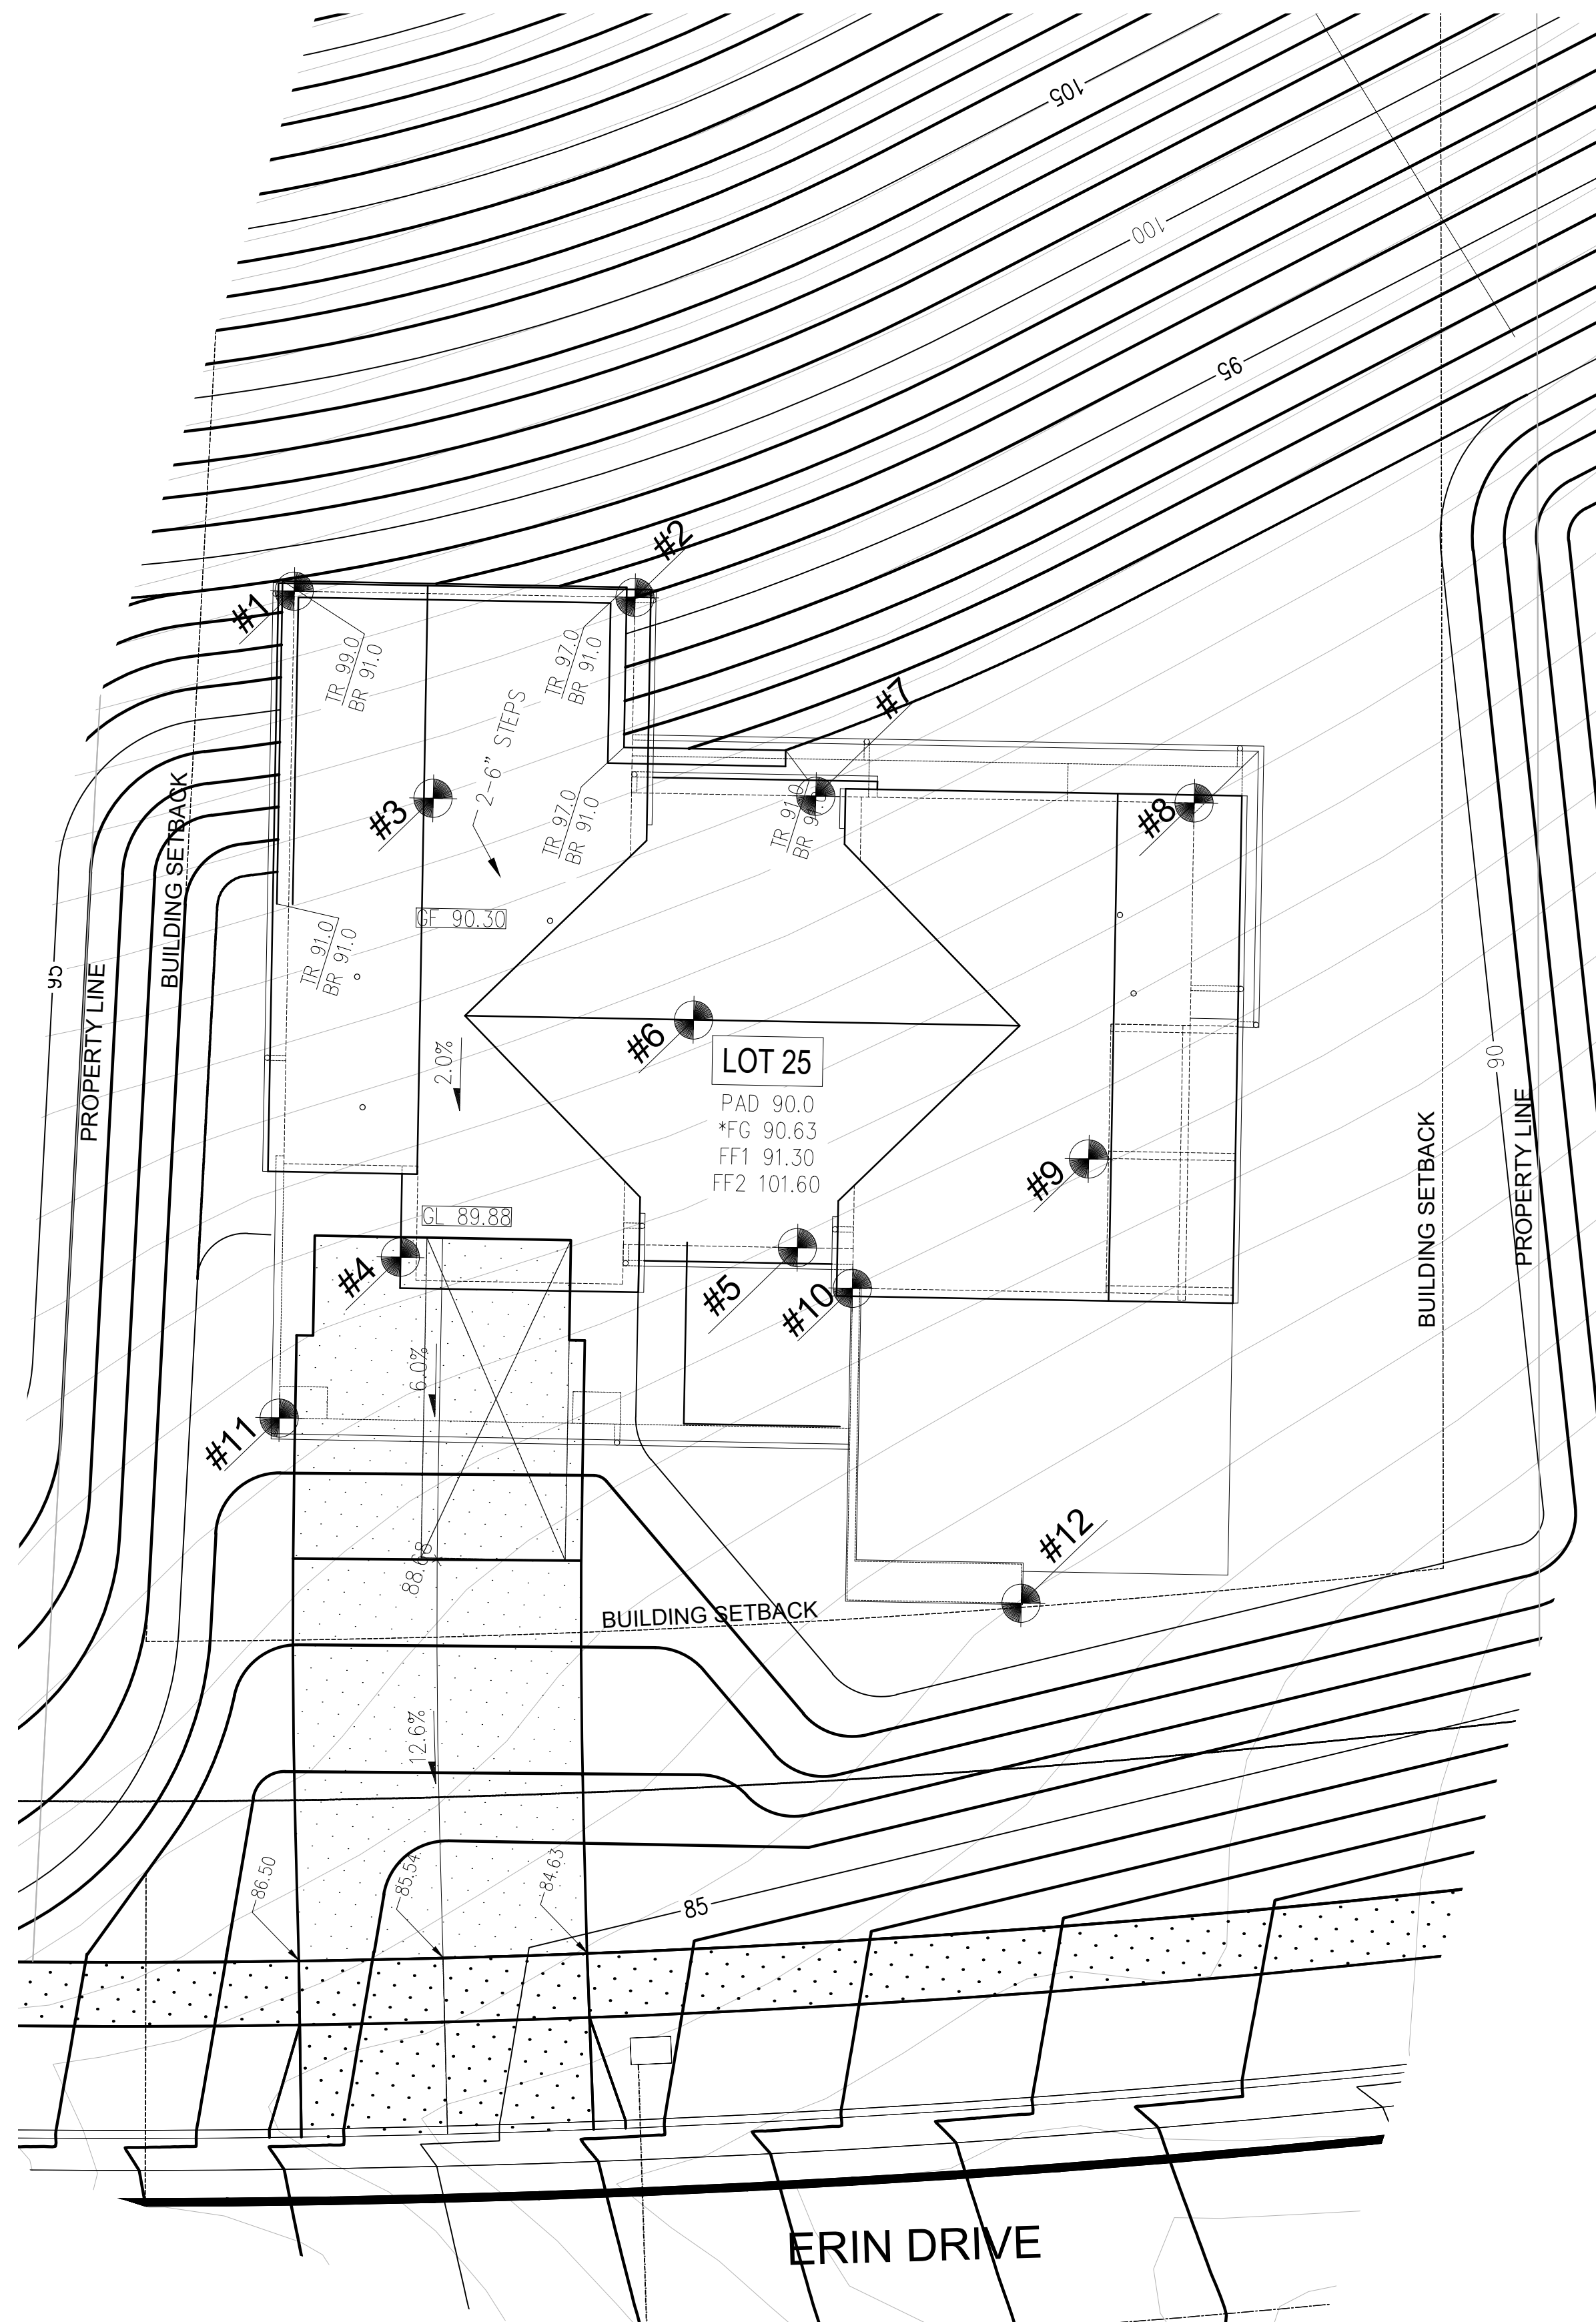 105
100
95
#2
#1
TR 99.0
BR 91.0
TR 97.0
BR 91.0
2-6" STEPS
#7
#3
TR 97.0
BR 91.0
TR 91.0
#8
BUILDING SETBACK
GF 90.30
95
PROPERTY LINE
TR 91.0
BR 91.0
#6
2.0%
LOT 25
PAD 90.0
*FG 90.63
FF1 91.30
FF2 101.60
90
#9
BUILDING SETBACK
PROPERTY LINE
GL 89.88
#4
#5
#10
6.0%
#11
#12
88.68
BUILDING SETBACK
12.6%
86.50
85.54
84.63
85
ERIN DRIVE